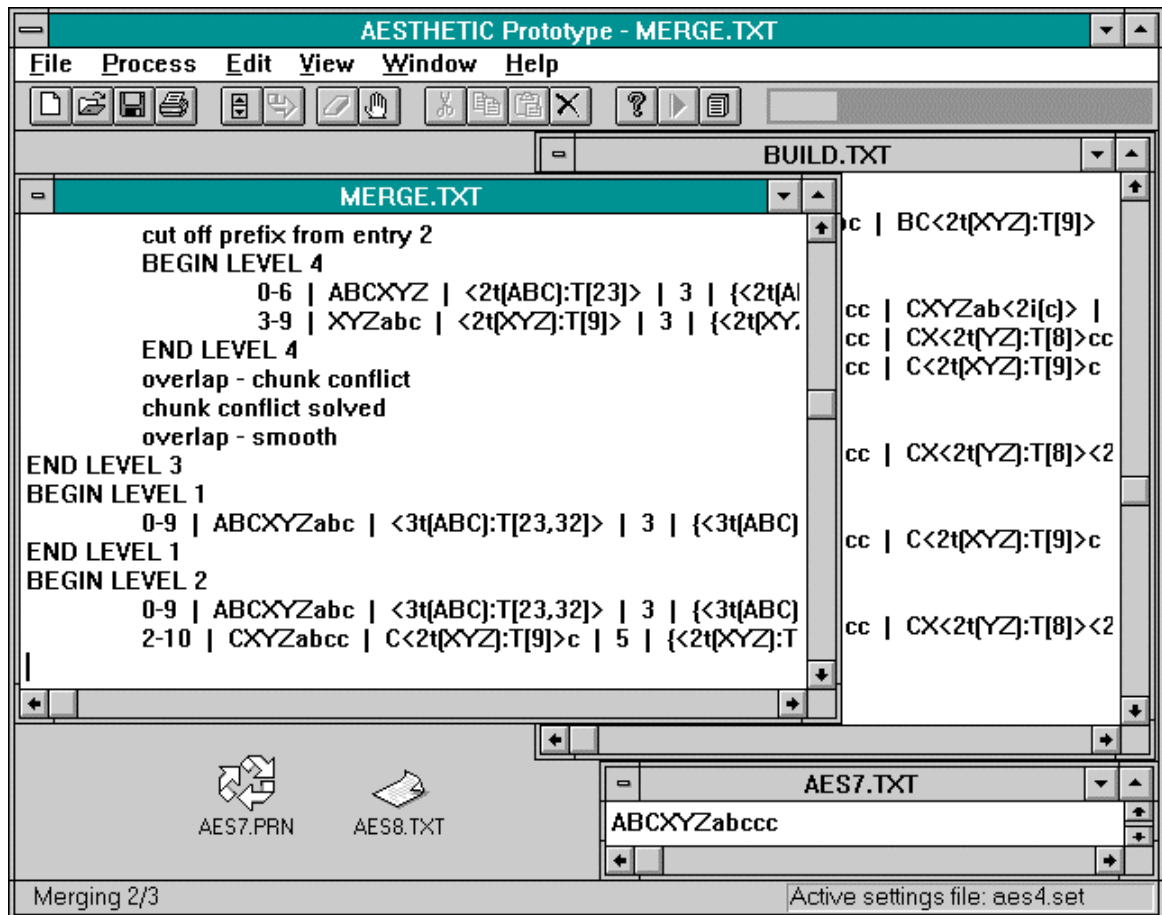 AESTHETIC Prototype - MERGE.TXT
File Process Edit View Window Help
BUILD.TXT
MERGE.TXT
cut off prefix from entry 2
BEGIN LEVEL 4
0-6 | ABCXYZ | <2t(ABC):T[23]> | 3 | {<2t(A
3-9 | XYZabc | <2t(XYZ):T[9]> | 3 | {<2t(XY
END LEVEL 4
overlap - chunk conflict
chunk conflict solved
overlap - smooth
END LEVEL 3
BEGIN LEVEL 1
0-9 | ABCXYZabc | <3t(ABC):T[23,32]> | 3 | {<3t(ABC)
END LEVEL 1
BEGIN LEVEL 2
0-9 | ABCXYZabc | <3t(ABC):T[23,32]> | 3 | {<3t(ABC)
2-10 | CXYZabcc | C<2t(XYZ):T[9]>c | 5 | {<2t(XYZ):T
c | BC<2t(XYZ):T[9]>
cc | CXYZab<2i(c)> |
cc | CX<2t(YZ):T[8]>cc
cc | C<2t(XYZ):T[9]>c
cc | CX<2t(YZ):T[8]><2
cc | C<2t(XYZ):T[9]>c
cc | CX<2t(YZ):T[8]><2
AES7.PRN
AES8.TXT
AES7.TXT
ABCXYZabccc
Merging 2/3
Active settings file: aes4.set